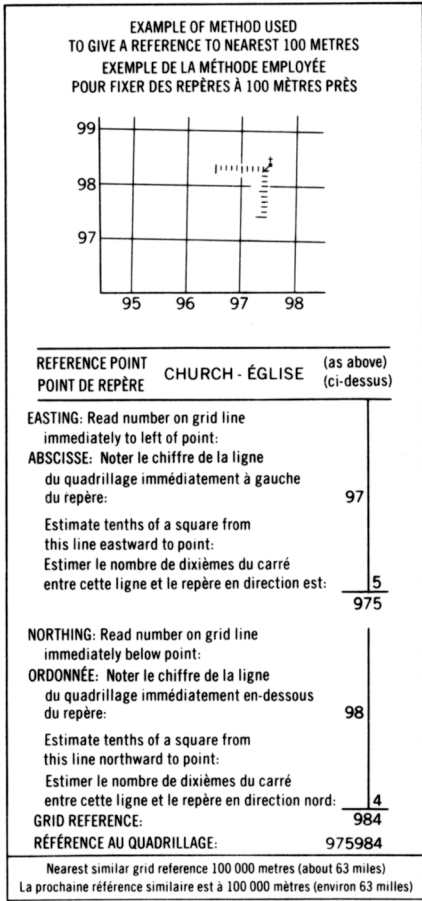 EXAMPLE OF METHOD USED
TO GIVE A REFERENCE TO NEAREST 100 METRES
EXEMPLE DE LA MÉTHODE EMPLOYÉE
POUR FIXER DES REPÈRES À 100 MÈTRES PRÈS
99
98
97
95 96 97 98
REFERENCE POINT
POINT DE REPÈRE
CHURCH - ÉGLISE
(as above)
(ci-dessus)
EASTING: Read number on grid line
immediately to left of point:
ABSCISSE: Noter le chiffre de la ligne
du quadrillage immédiatement à gauche
du repère: 97
Estimate tenths of a square from
this line eastward to point:
Estimer le nombre de dixièmes du carré
entre cette ligne et le repère en direction est: 5
975
NORTHING: Read number on grid line
immediately below point:
ORDONNÉE: Noter le chiffre de la ligne
du quadrillage immédiatement en-dessous
du repère: 98
Estimate tenths of a square from
this line northward to point:
Estimer le nombre de dixièmes du carré
entre cette ligne et le repère en direction nord: 4
GRID REFERENCE: 984
RÉFÉRENCE AU QUADRILLAGE: 975984
Nearest similar grid reference 100 000 metres (about 63 miles)
La prochaine référence similaire est à 100 000 mètres (environ 63 milles)